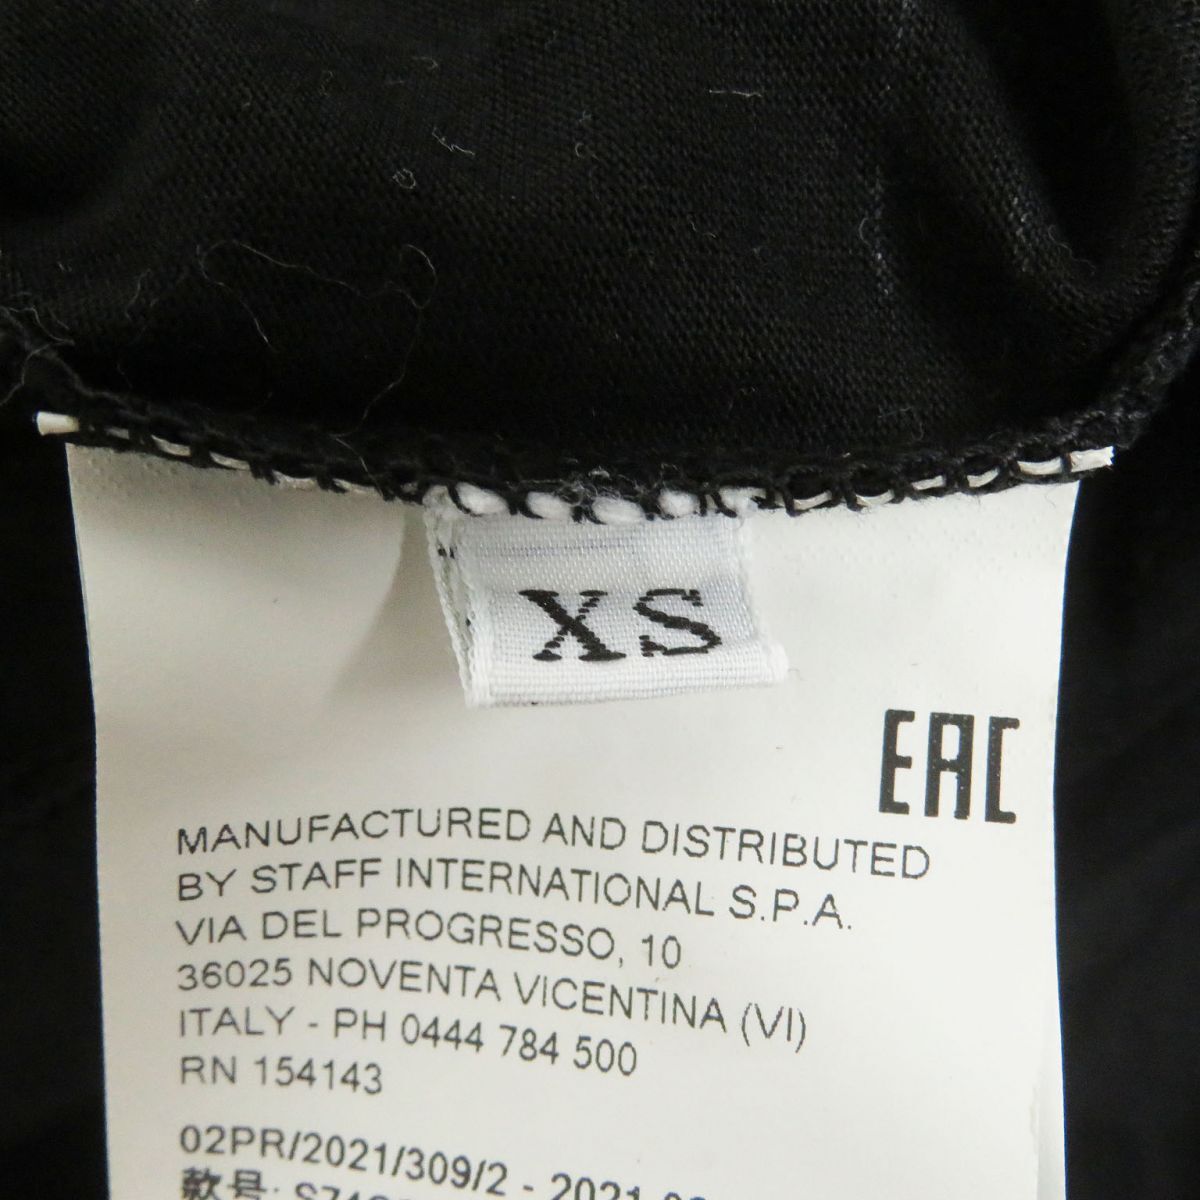 XS
EAC
MANUFACTURED AND DISTRIBUTED
BY STAFF INTERNATIONAL S.P.A.
VIA DEL PROGRESSO, 10
36025 NOVENTA VICENTINA (VI)
ITALY - PH 0444 784 500
RN 154143
02PR/2021/309/2 - 2021
款号: